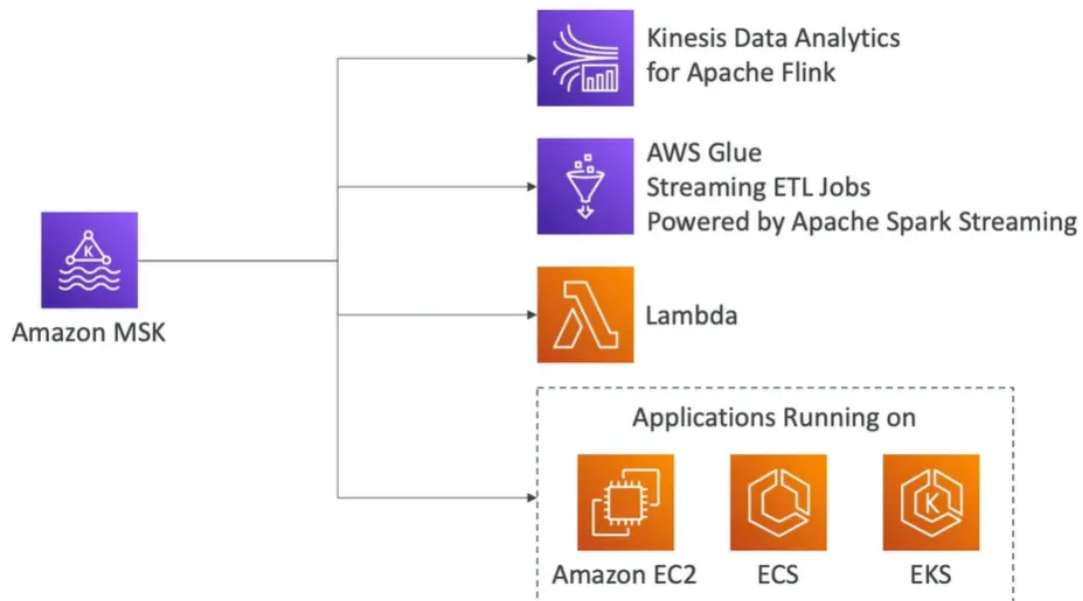 Kinesis Data Analytics
for Apache Flink
AWS Glue
Streaming ETL Jobs
Powered by Apache Spark Streaming
K
Amazon MSK
Lambda
Applications Running on
K
Amazon EC2
ECS
EKS